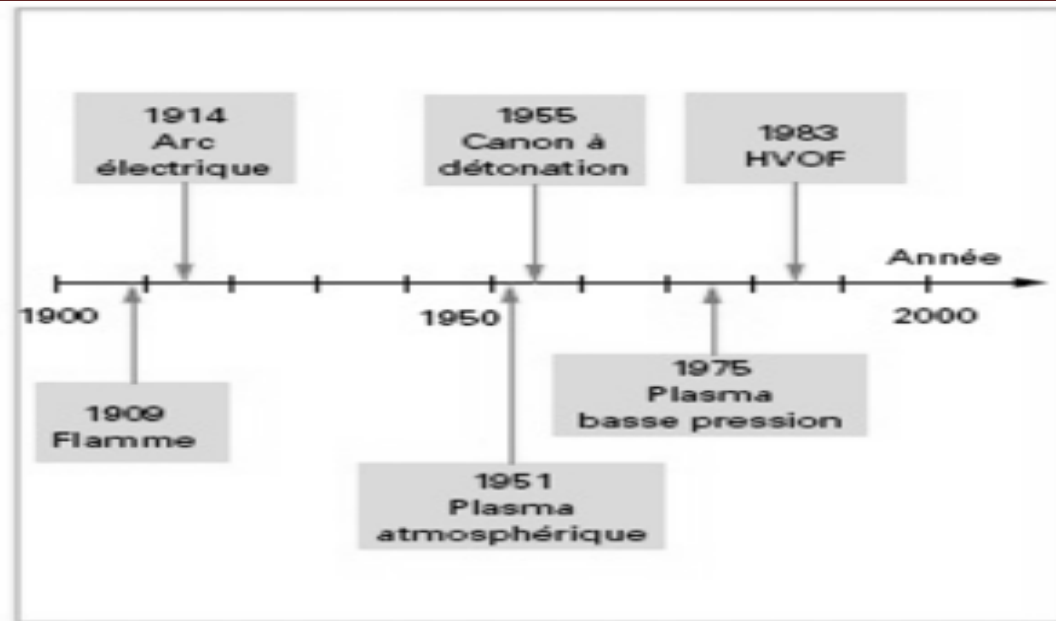 1914
Arc
électrique
1955
Canon à
détonation
1983
HVOF
Année
1900
1950
2000
1909
Flamme
1951
Plasma
atmosphérique
1975
Plasma
basse pression